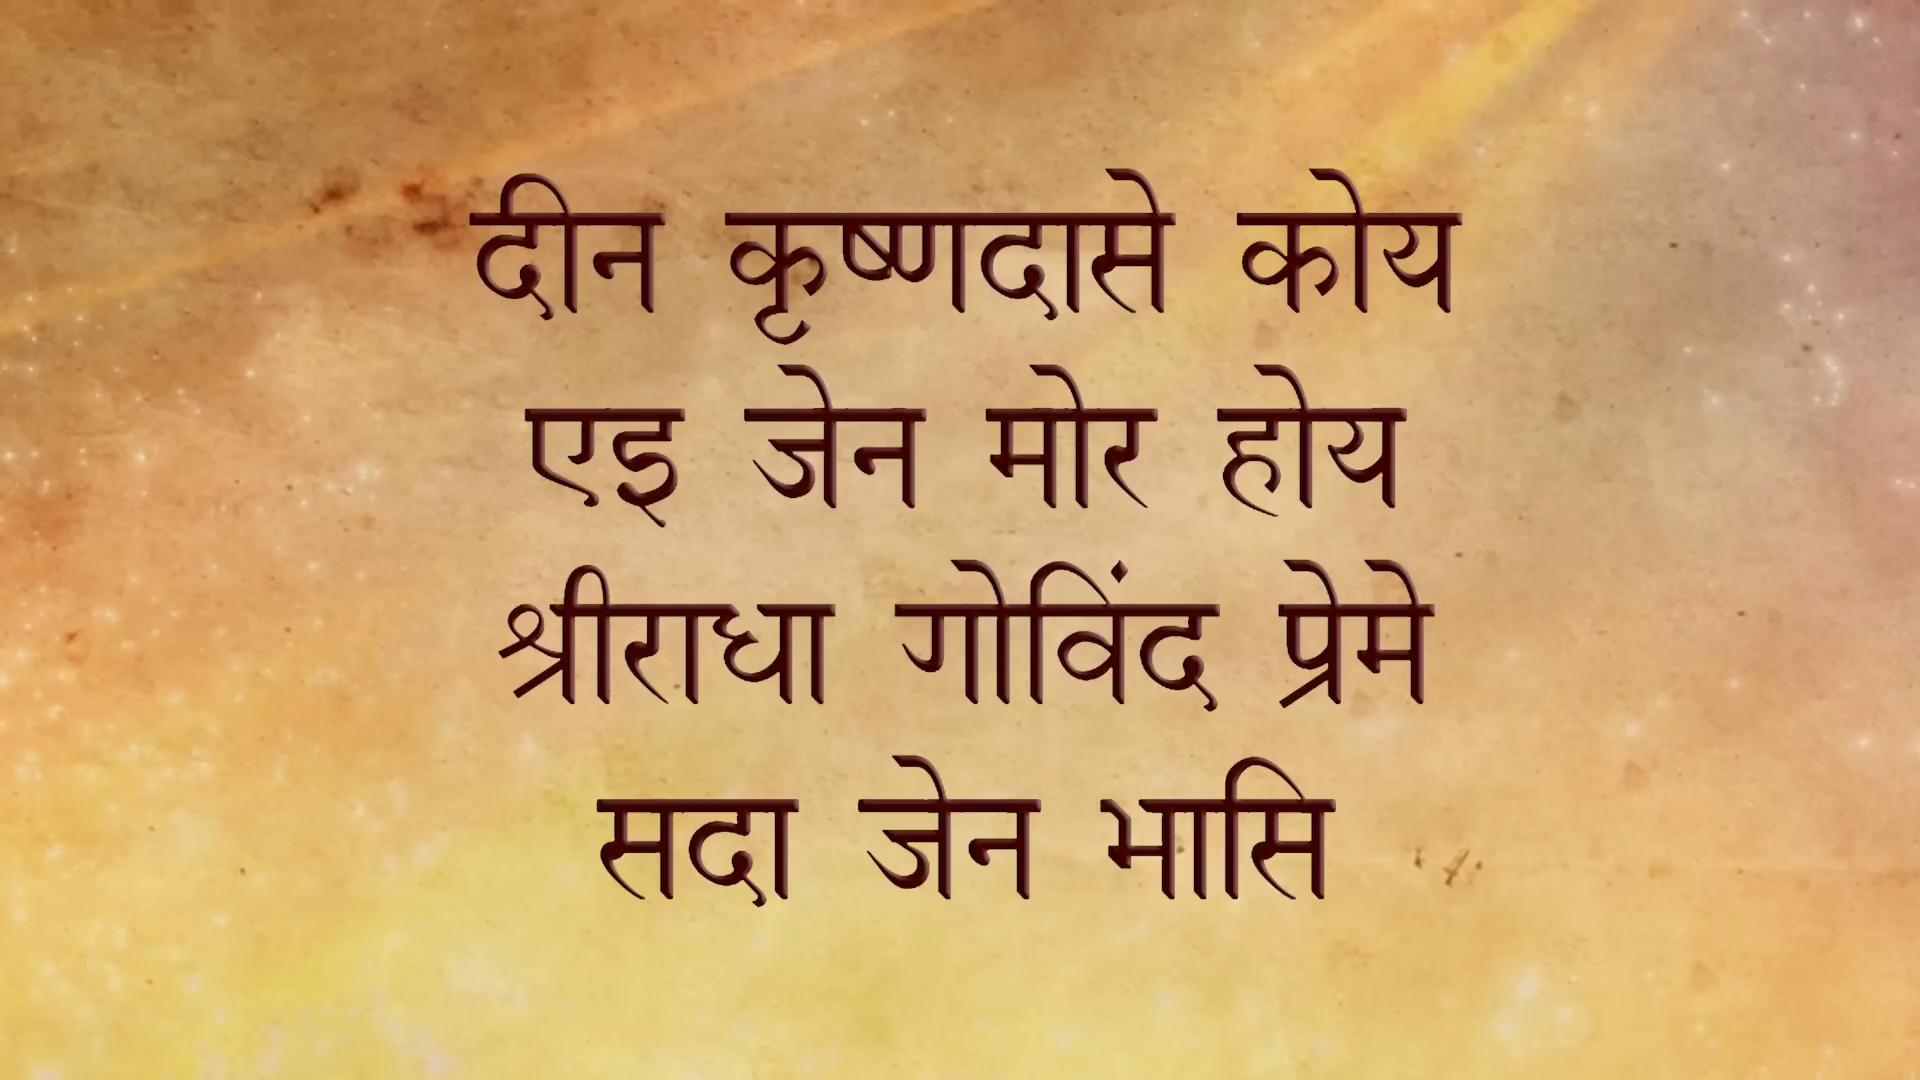 दीन कृष्णदासे कोय
एइ जेन मोर होय
श्रीराधा गोविंद प्रेमे
सदा जेन भासि